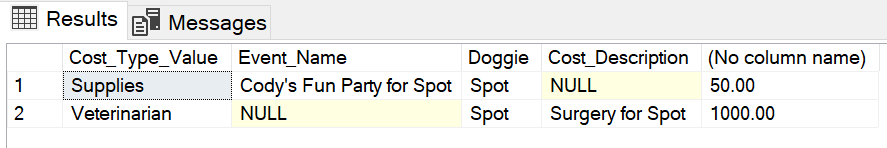 Results Messages
Cost_Type_Value Event_Name Doggie Cost_Description (No column name)
1 Supplies Cody's Fun Party for Spot Spot NULL 50.00
2 Veterinarian NULL Spot Surgery for Spot 1000.00